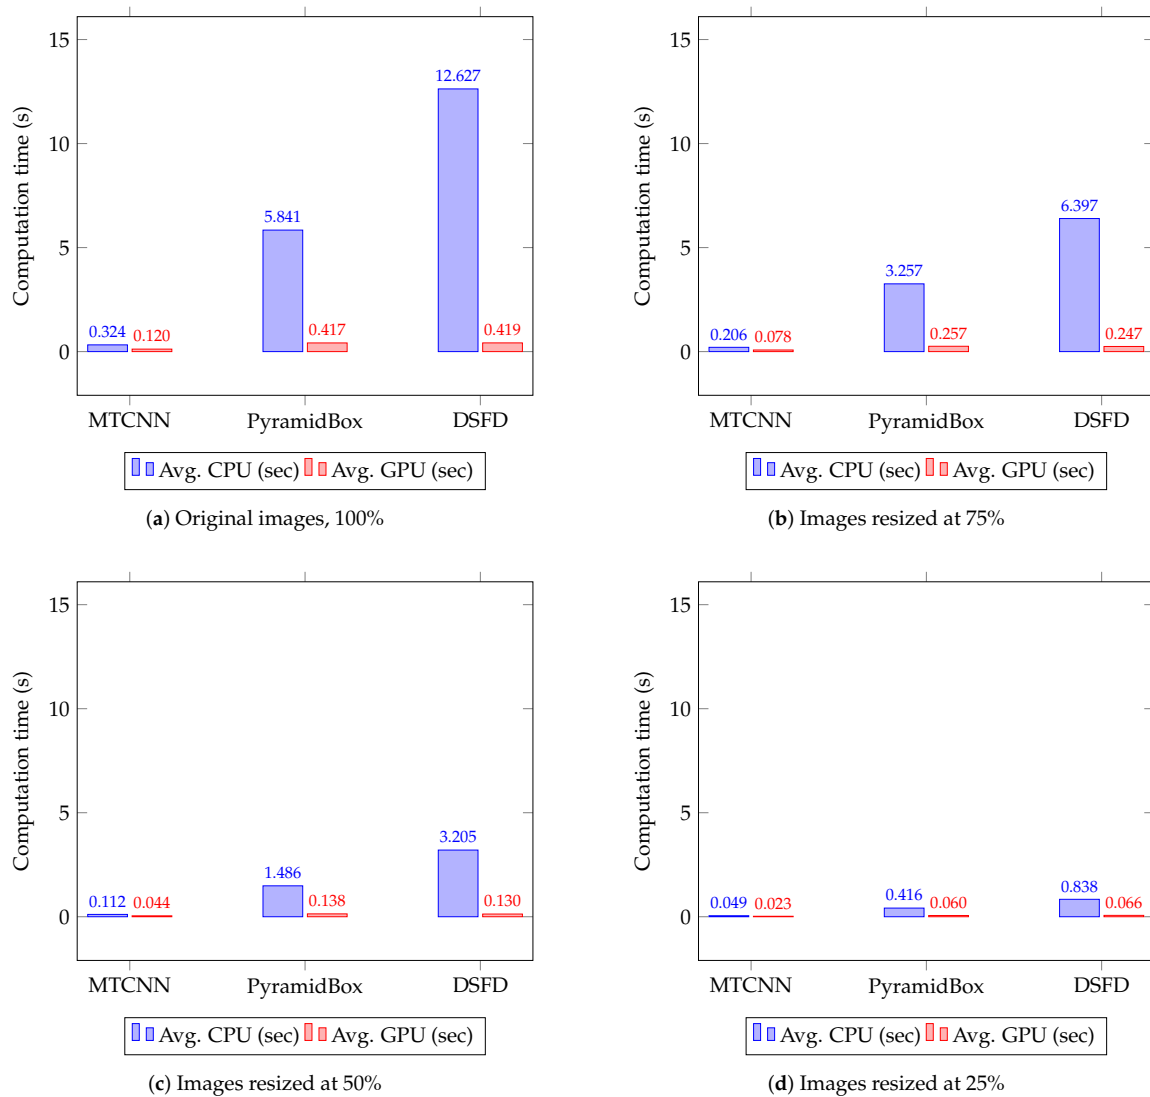 15
10
5
0
Computation time (s)
0.324
0.120
5.841
0.417
12.627
0.419
MTCNN
PyramidBox
DSFD
Avg. CPU (sec) Avg. GPU (sec)
(a) Original images, 100%
15
10
5
0
Computation time (s)
0.206
0.078
3.257
0.257
6.397
0.247
MTCNN
PyramidBox
DSFD
Avg. CPU (sec) Avg. GPU (sec)
(b) Images resized at 75%
15
10
5
0
Computation time (s)
0.112
0.044
1.486
0.138
3.205
0.130
MTCNN
PyramidBox
DSFD
Avg. CPU (sec) Avg. GPU (sec)
(c) Images resized at 50%
15
10
5
0
Computation time (s)
0.049
0.023
0.416
0.060
0.838
0.066
MTCNN
PyramidBox
DSFD
Avg. CPU (sec) Avg. GPU (sec)
(d) Images resized at 25%